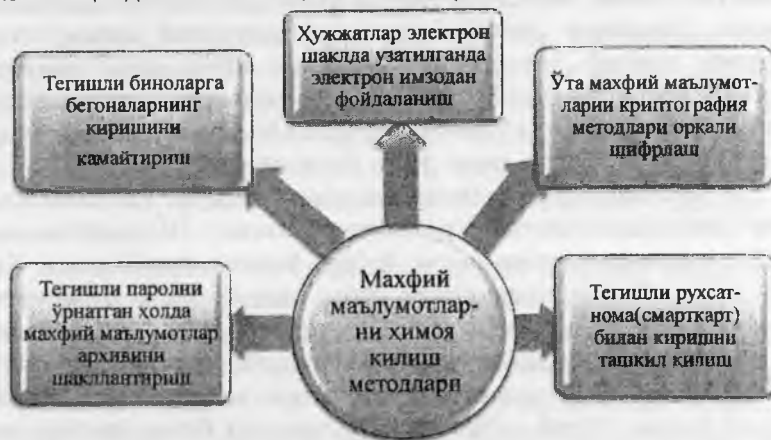 Ҳужжатлар электрон
шаклда узатилганда
электрон имзодан
фойдаланиш
Тегишли биноларга
бегоналарнинг
киришини
камайтириш
Ўта махфий маълумот-
ларии криптография
методлари орқали
шифрлаш
Тегишли паролни
ўрнатган ҳолда
махфий маълумотлар
архивини
шакллантириш
Махфий
маълумотлар-
ни ҳимоя
қилиш
методлари
Тегишли рухсат-
нома(смарткарт)
билан киришни
ташкил қилиш